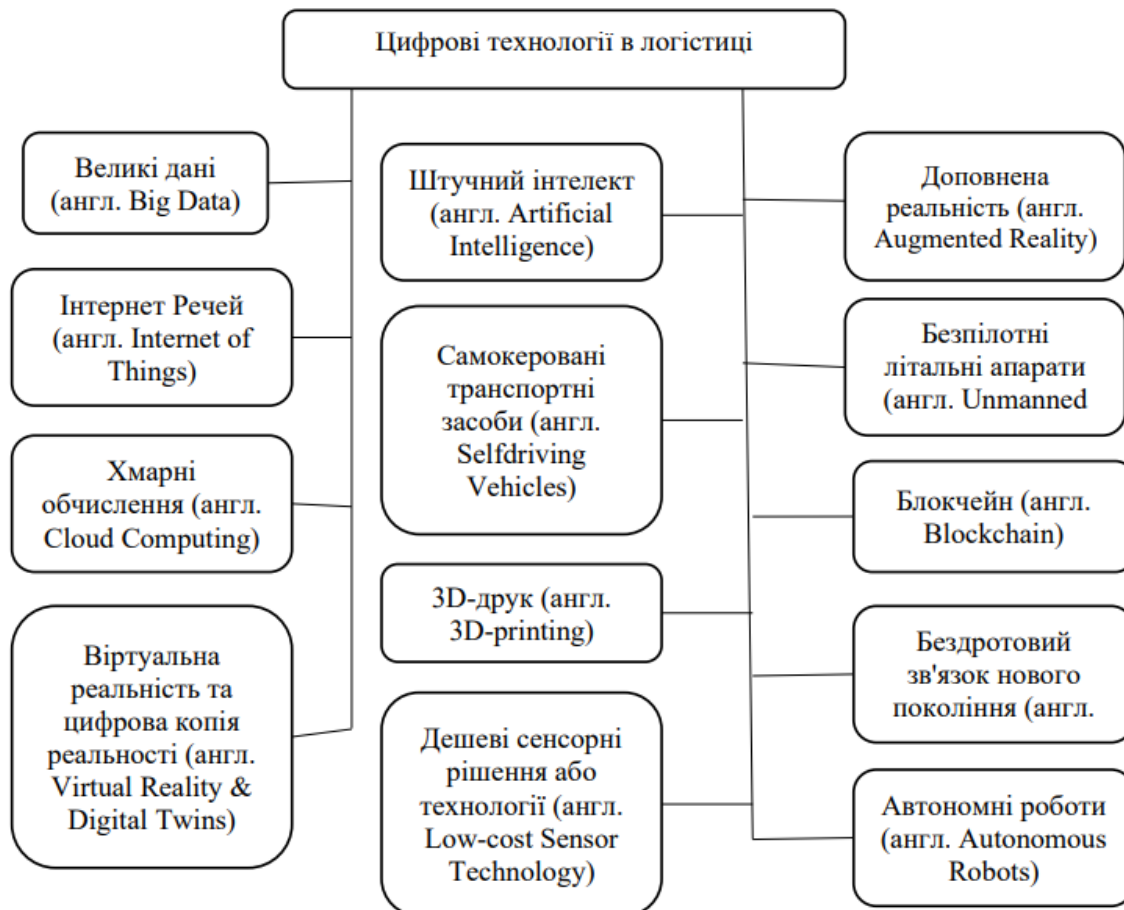 Цифрові технології в логістиці
Великі дані
(англ. Big Data)
Інтернет Речей
(англ. Internet of
Things)
Хмарні
обчислення (англ.
Cloud Computing)
Віртуальна
реальність та
цифрова копія
реальності (англ.
Virtual Reality &
Digital Twins)
Штучний інтелект
(англ. Artificial
Intelligence)
Самокеровані
транспортні
засоби (англ.
Selfdriving
Vehicles)
3D-друк (англ.
3D-printing)
Дешеві сенсорні
рішення або
технології (англ.
Low-cost Sensor
Technology)
Доповнена
реальність (англ.
Augmented Reality)
Безпілотні
літальні апарати
(англ. Unmanned
Блокчейн (англ.
Blockchain)
Бездротовий
зв'язок нового
покоління (англ.
Автономні роботи
(англ. Autonomous
Robots)